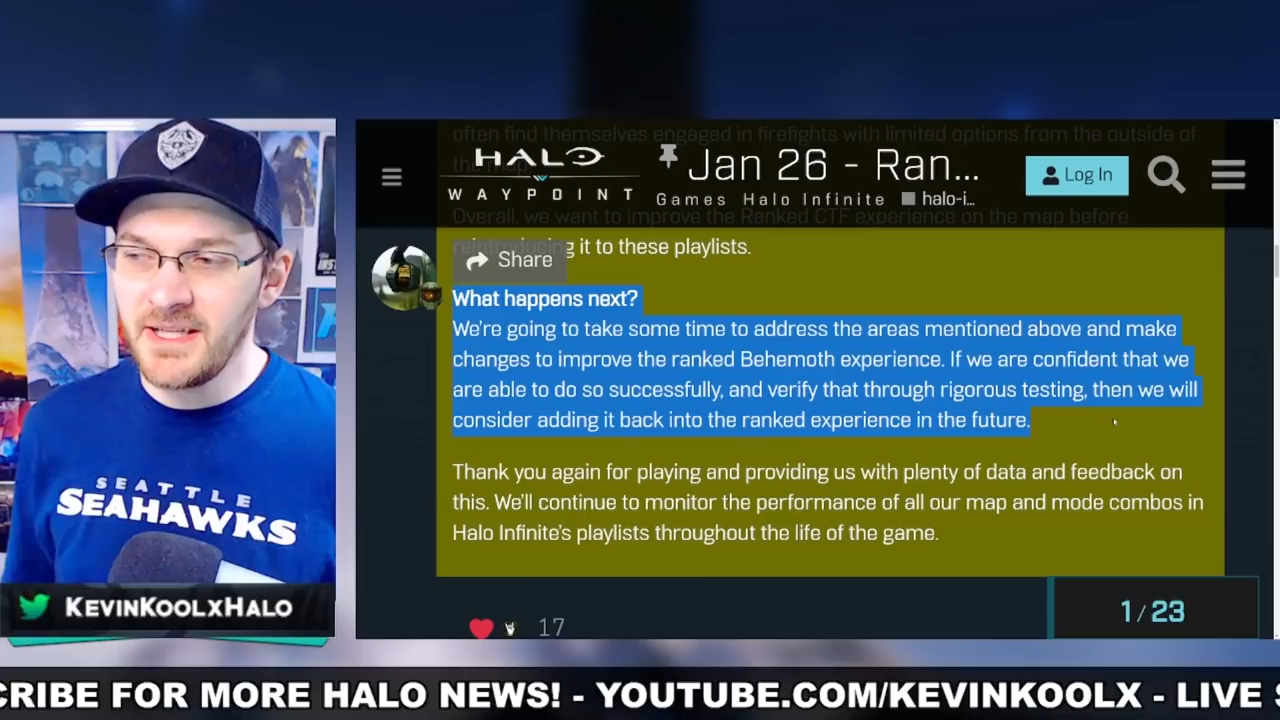 often find themselves engaged in firefights with limited options from the outside of
the map.
HALO
WAYPOINT
Jan 26 - Ran...
Games Halo Infinite halo-i...
Log In
Overall, we want to improve the Ranked CTF experience on the map before
reintroducing it to these playlists.
Share
What happens next?
We're going to take some time to address the areas mentioned above and make
changes to improve the ranked Behemoth experience. If we are confident that we
are able to do so successfully, and verify that through rigorous testing, then we will
consider adding it back into the ranked experience in the future.
Thank you again for playing and providing us with plenty of data and feedback on
this. We'll continue to monitor the performance of all our map and mode combos in
Halo Infinite's playlists throughout the life of the game.
17
1/23
SEATTLE
SEAHAWKS
KEVINKOOLXHALO
CRIBE FOR MORE HALO NEWS! - YOUTUBE.COM/KEVINKOOLX - LIVE S